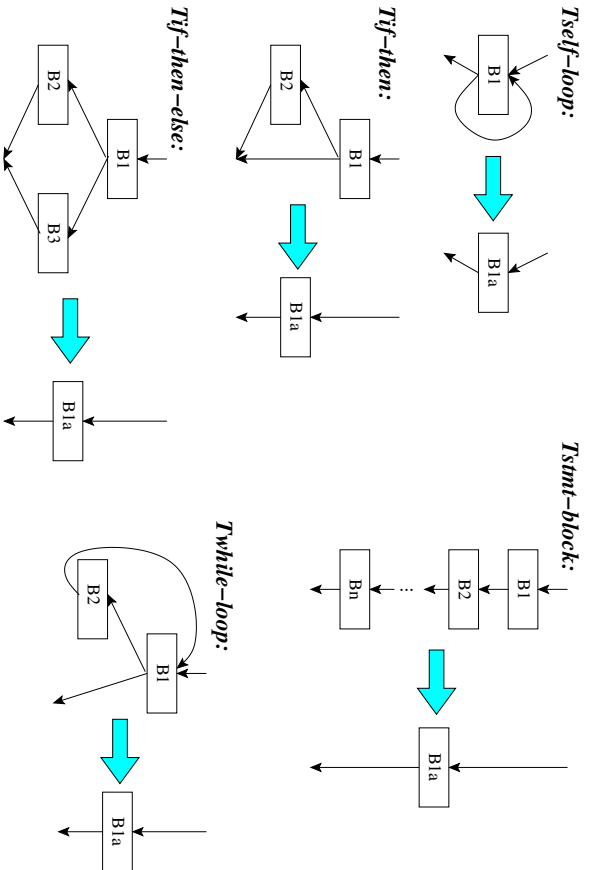 Tself-loop:
B1
B1a
Tif-then:
B1
B2
B1a
Tif-then-else:
B1
B2
B3
B1a
Tstmt-block:
B1
B2
...
Bn
B1a
Twhile-loop:
B1
B2
B1a